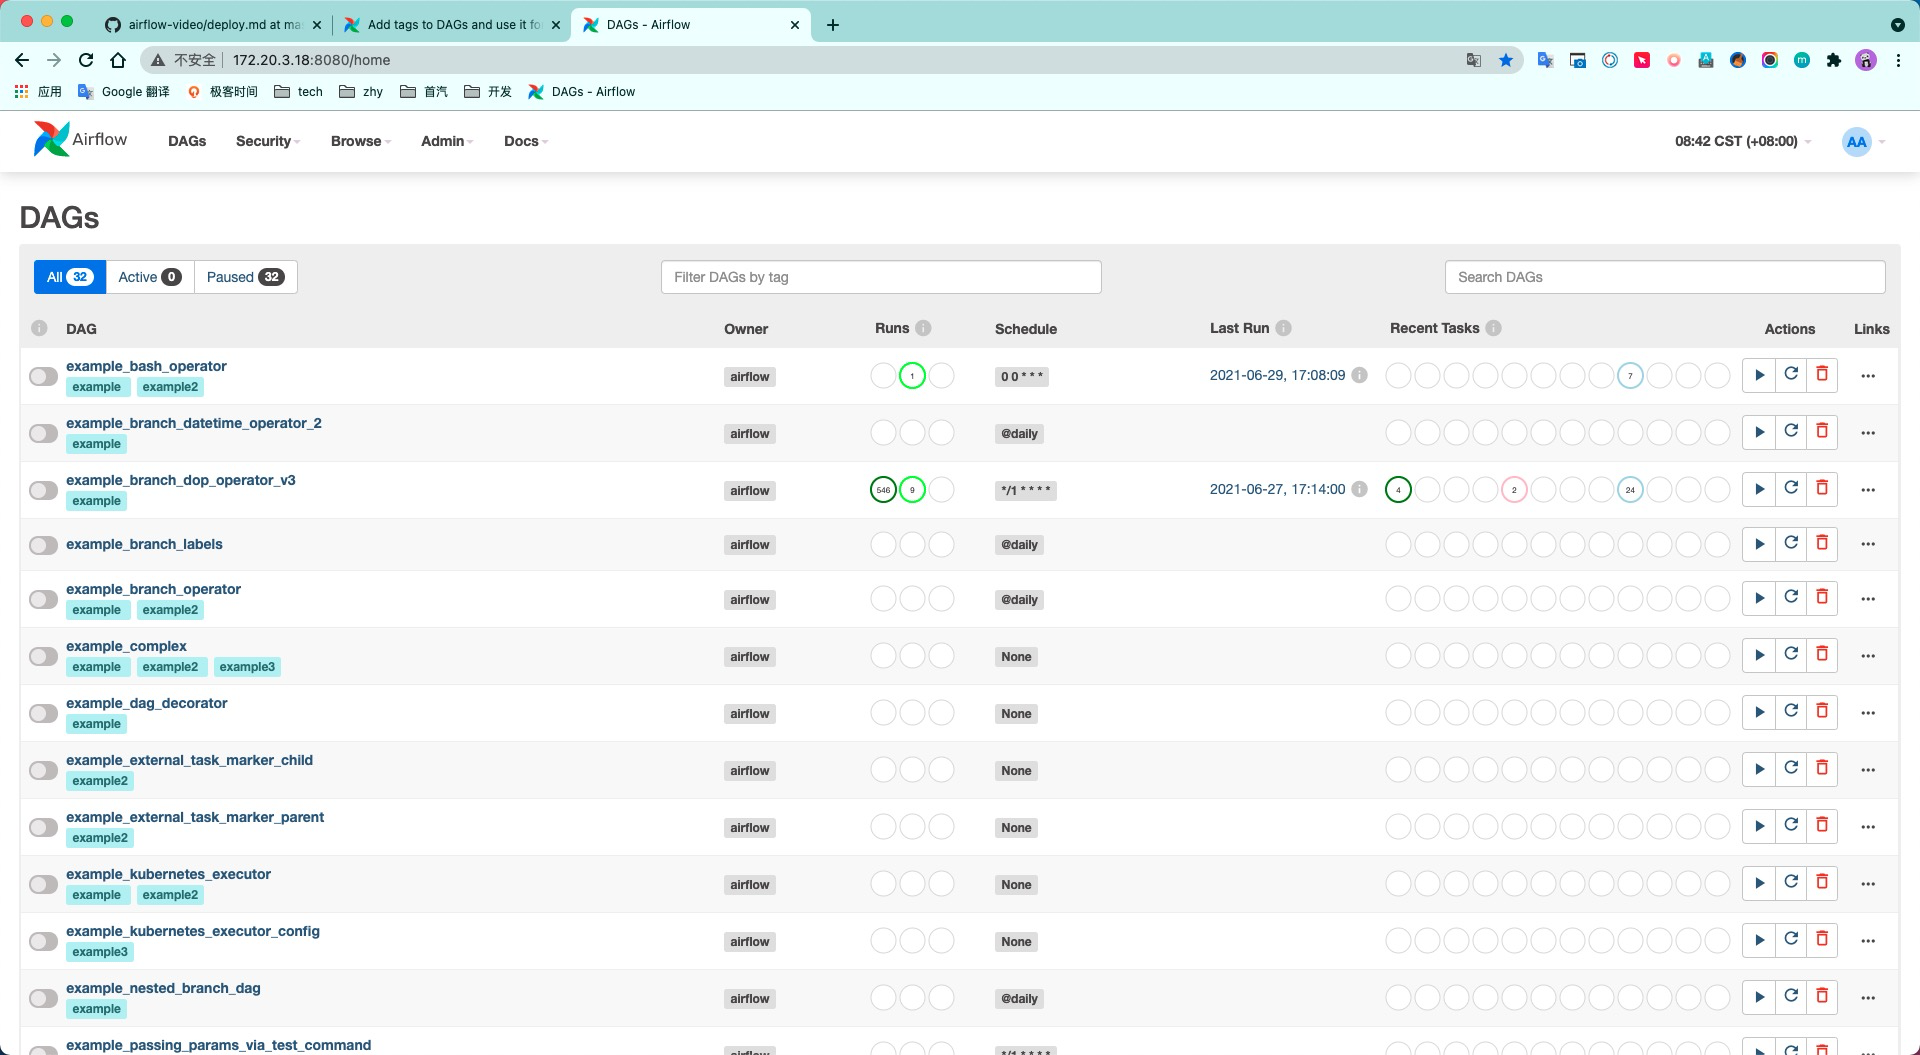 airflow-video/deploy.md at ma
Add tags to DAGs and use it fo
DAGs - Airflow
不安全 172.20.3.18:8080/home
应用 Google 翻译 极客时间 tech zhy 首汽 开发 DAGs - Airflow
Airflow DAGs Security Browse Admin Docs 08:42 CST (+08:00) AA
DAGs
All 32 Active 0 Paused 32 Filter DAGs by tag Search DAGs
DAG Owner Runs Schedule Last Run Recent Tasks Actions Links
example_bash_operator
example example2
airflow 1 0 0 * * * 2021-06-29, 17:08:09 7
example_branch_datetime_operator_2
example
airflow @daily
example_branch_dop_operator_v3
example
airflow 546 9 */1 * * * * 2021-06-27, 17:14:00 4 2 24
example_branch_labels airflow @daily
example_branch_operator
example example2
airflow @daily
example_complex
example example2 example3
airflow None
example_dag_decorator
example
airflow None
example_external_task_marker_child
example2
airflow None
example_external_task_marker_parent
example2
airflow None
example_kubernetes_executor
example example2
airflow None
example_kubernetes_executor_config
example3
airflow None
example_nested_branch_dag
example
airflow @daily
example_passing_params_via_test_command
airflow */1 * * * *